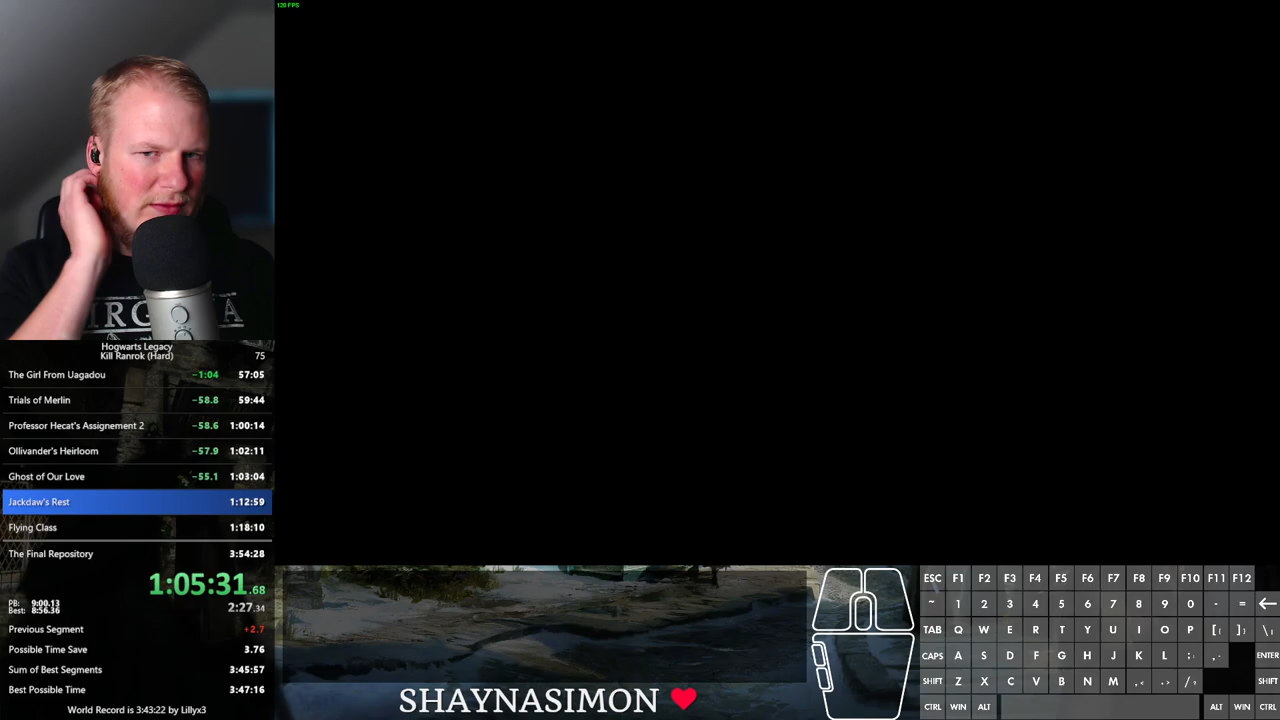 120 FPS
Hogwarts Legacy
Kill Ranrok (Hard) 75
The Girl From Uagadou −1:04 57:05
Trials of Merlin −58.8 59:44
Professor Hecat's Assignement 2 −58.6 1:00:14
Ollivander's Heirloom −57.9 1:02:11
Ghost of Our Love −55.1 1:03:04
Jackdaw's Rest 1:12:59
Flying Class 1:18:10
The Final Repository 3:54:28
1:05:31.68
PB: 9:00.13
Best: 8:56.36
2:27.34
Previous Segment +2.7
Possible Time Save 3.76
Sum of Best Segments 3:45:57
Best Possible Time 3:47:16
World Record is 3:43:22 by Lillyx3
SHAYNASIMON ❤
ESC F1 F2 F3 F4 F5 F6 F7 F8 F9 F10 F11 F12
~ 1 2 3 4 5 6 7 8 9 0 - = ←
TAB Q W E R T Y U I O P [{ ]} \
CAPS A S D F G H J K L ;: ENTER
SHIFT Z X C V B N M ,< .> /? SHIFT
CTRL WIN ALT ALT WIN CTRL